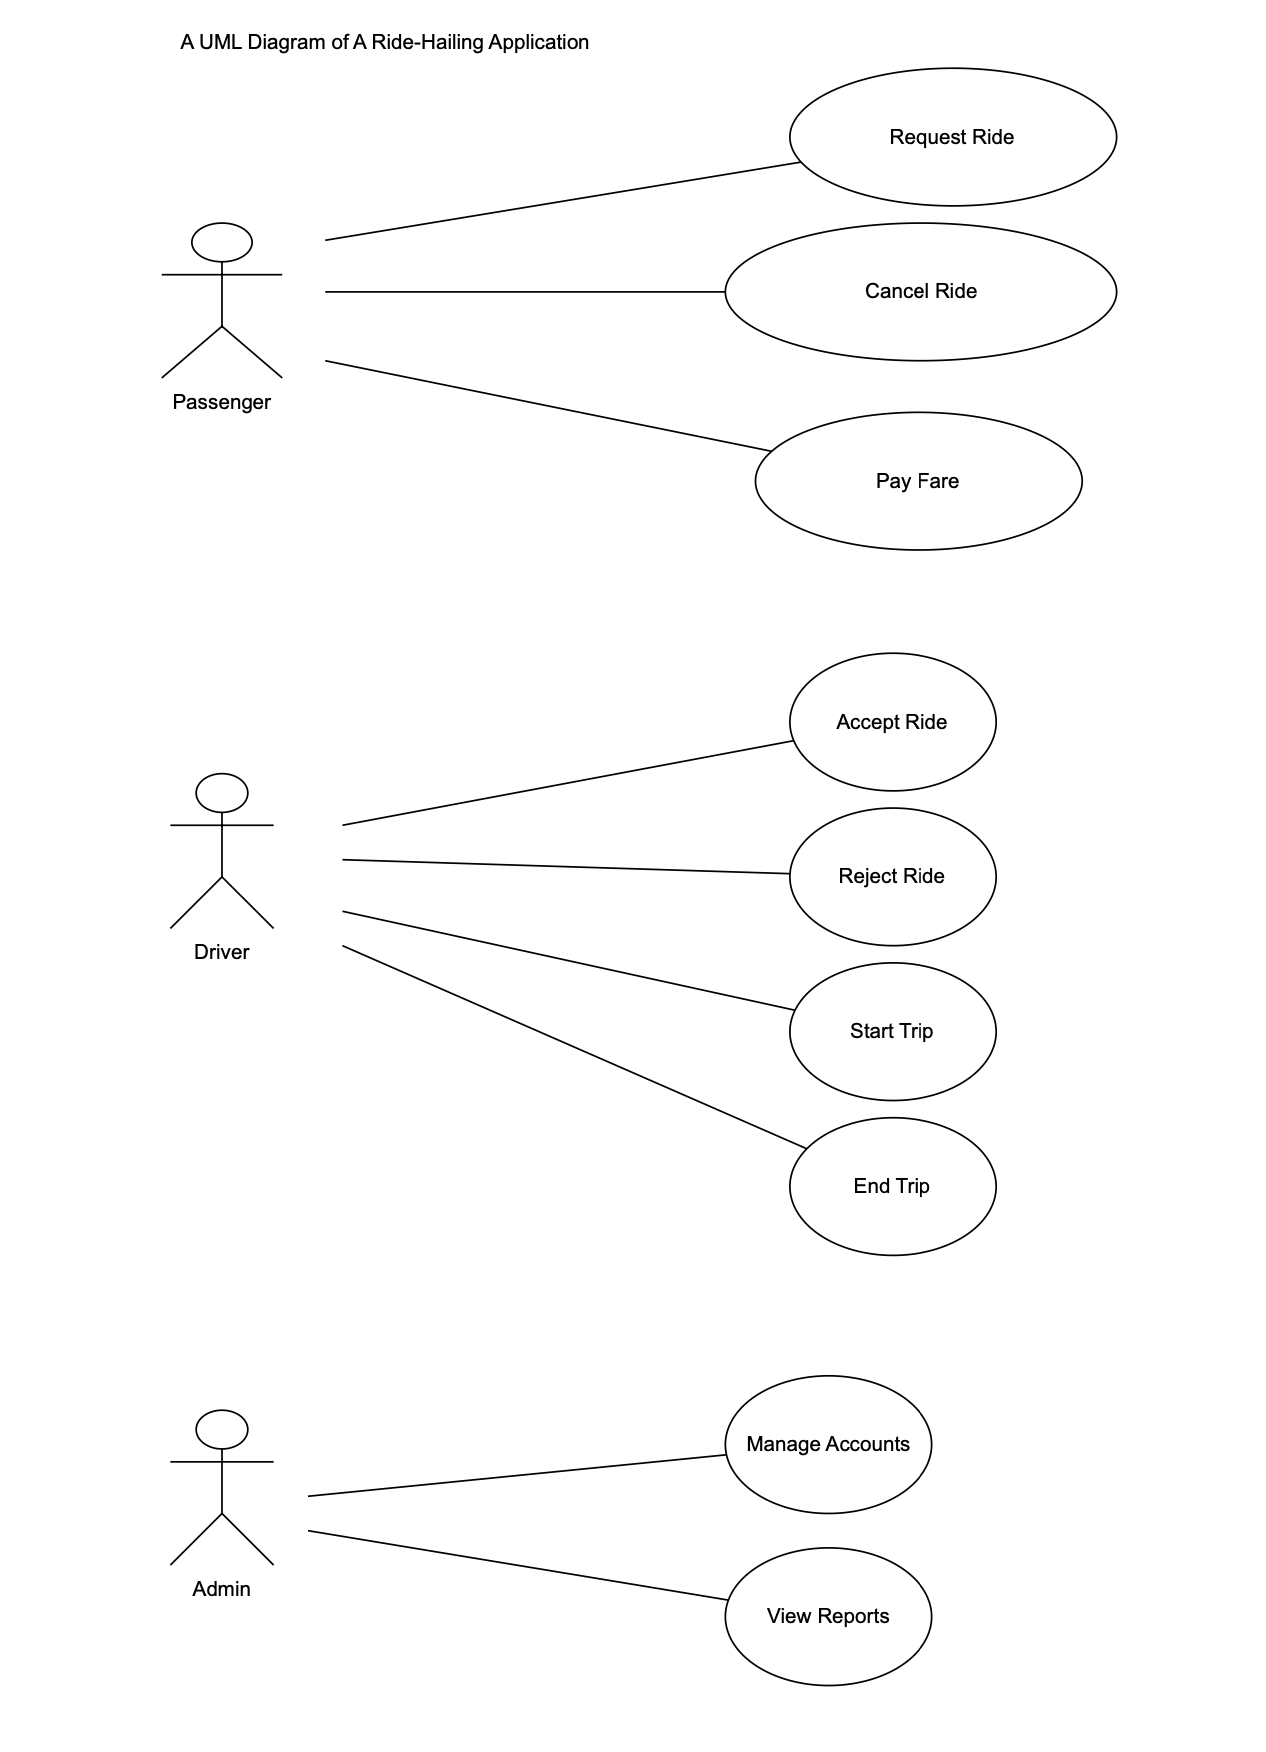 A UML Diagram of A Ride-Hailing Application
Request Ride
Cancel Ride
Passenger
Pay Fare
Accept Ride
Reject Ride
Driver
Start Trip
End Trip
Manage Accounts
Admin
View Reports